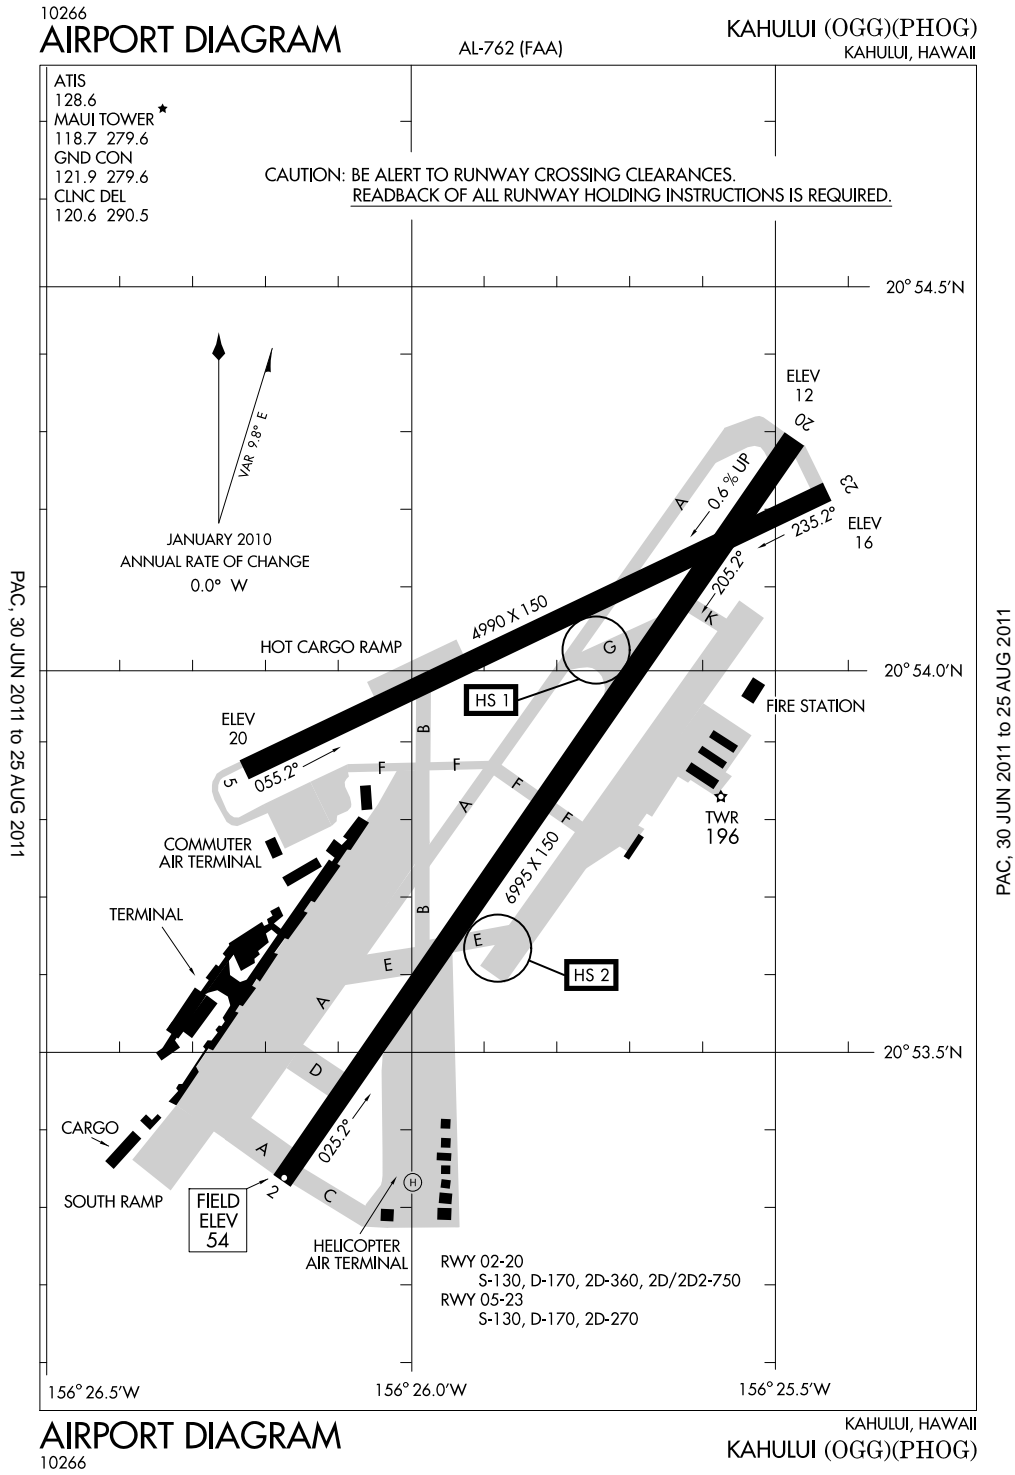 10266
AIRPORT DIAGRAM
AL-762 (FAA)
KAHULUI (OGG)(PHOG)
KAHULUI, HAWAII
ATIS
128.6
MAUI TOWER
118.7 279.6
GND CON
121.9 279.6
CLNC DEL
120.6 290.5
CAUTION: BE ALERT TO RUNWAY CROSSING CLEARANCES.
READBACK OF ALL RUNWAY HOLDING INSTRUCTIONS IS REQUIRED.
20° 54.5'N
VAR 9.8° E
JANUARY 2010
ANNUAL RATE OF CHANGE
0.0° W
ELEV
12
20
0.6 % UP
A
23
ELEV
16
235.2°
205.2°
4990 X 150
K
G
HOT CARGO RAMP
20° 54.0'N
HS 1
FIRE STATION
ELEV
20
B
5
055.2°
F
F
F
F
A
TWR
196
COMMUTER
AIR TERMINAL
6995 X 150
TERMINAL
B
E
E
HS 2
A
20° 53.5'N
D
CARGO
A
025.2°
2
C
H
SOUTH RAMP
FIELD
ELEV
54
HELICOPTER
AIR TERMINAL
RWY 02-20
S-130, D-170, 2D-360, 2D/2D2-750
RWY 05-23
S-130, D-170, 2D-270
156° 26.5'W
156° 26.0'W
156° 25.5'W
PAC, 30 JUN 2011 to 25 AUG 2011
PAC, 30 JUN 2011 to 25 AUG 2011
AIRPORT DIAGRAM
10266
KAHULUI, HAWAII
KAHULUI (OGG)(PHOG)